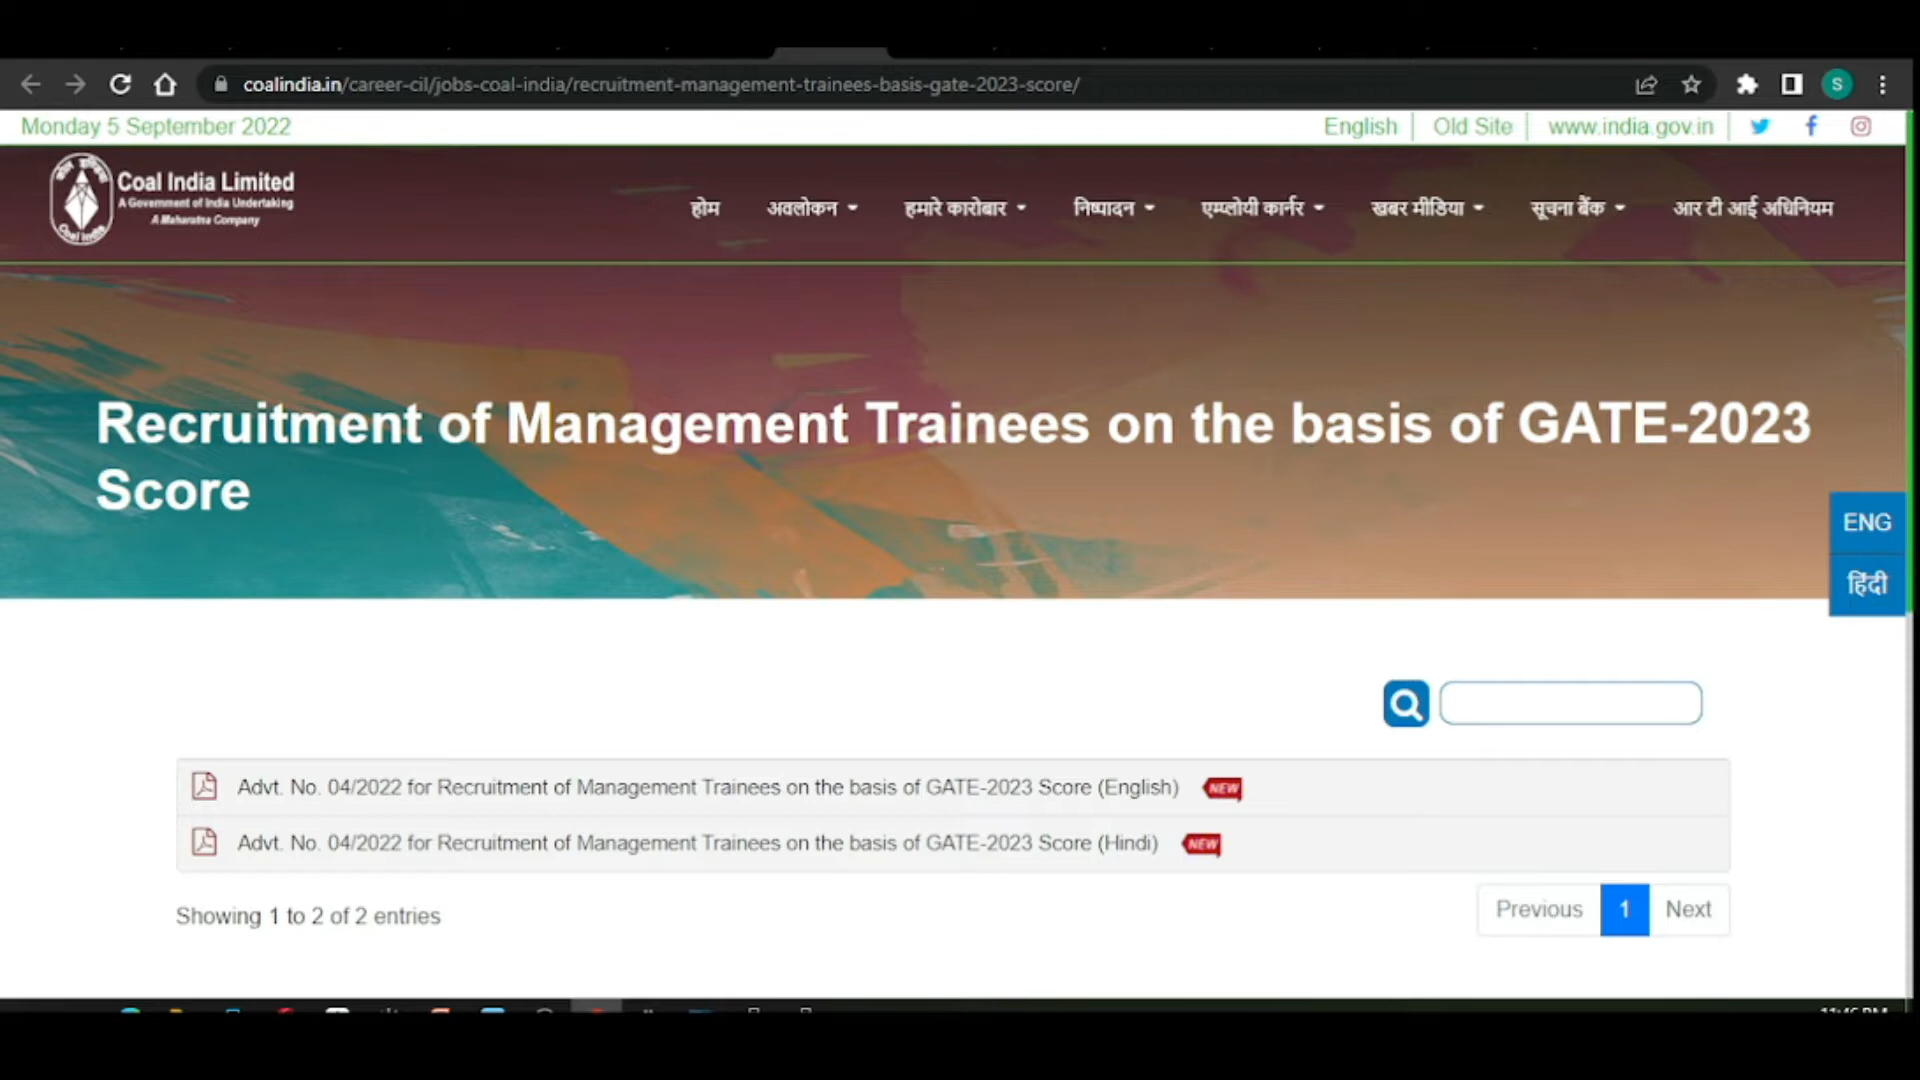 coalindia.in/career-cil/jobs-coal-india/recruitment-management-trainees-basis-gate-2023-score/
S
Monday 5 September 2022
English
Old Site
www.india.gov.in
Coal India Limited
A Government of India Undertaking
A Maharatna Company
होम
अवलोकन
हमारे कारोबार
निष्पादन
एम्प्लोयी कार्नर
खबर मीडिया
सूचना बैंक
आर टी आई अधिनियम
Recruitment of Management Trainees on the basis of GATE-2023
Score
ENG
हिंदी
Advt. No. 04/2022 for Recruitment of Management Trainees on the basis of GATE-2023 Score (English) NEW
Advt. No. 04/2022 for Recruitment of Management Trainees on the basis of GATE-2023 Score (Hindi) NEW
Showing 1 to 2 of 2 entries
Previous 1 Next